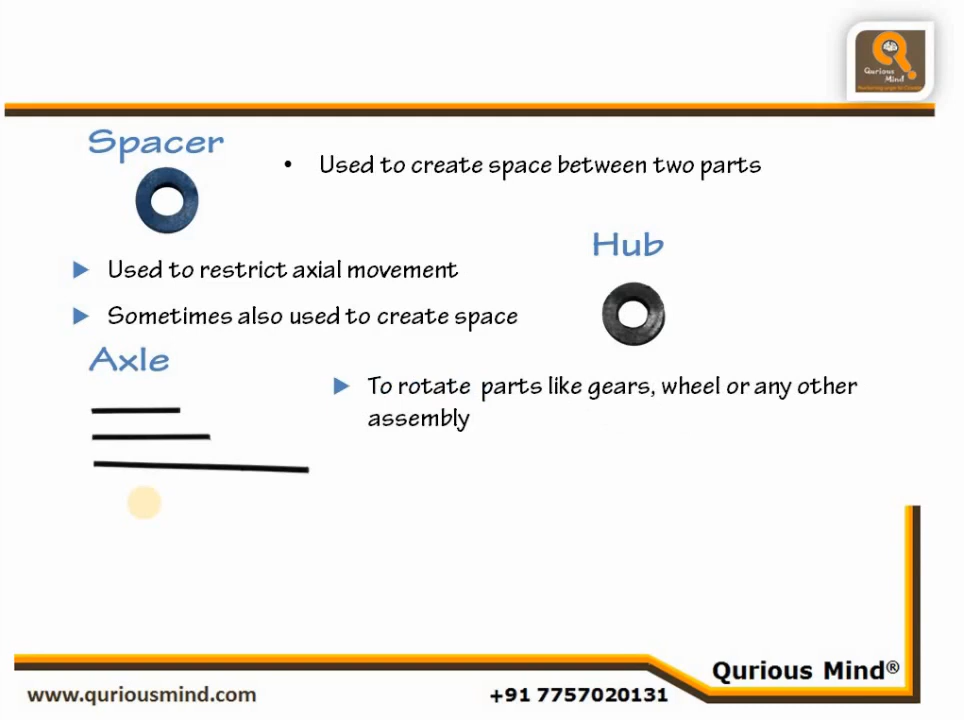 Qurious
Mind
Spacer
• Used to create space between two parts
Hub
Used to restrict axial movement
Sometimes also used to create space
Axle
To rotate parts like gears, wheel or any other
assembly
Qurious Mind®
www.quriousmind.com
+91 7757020131